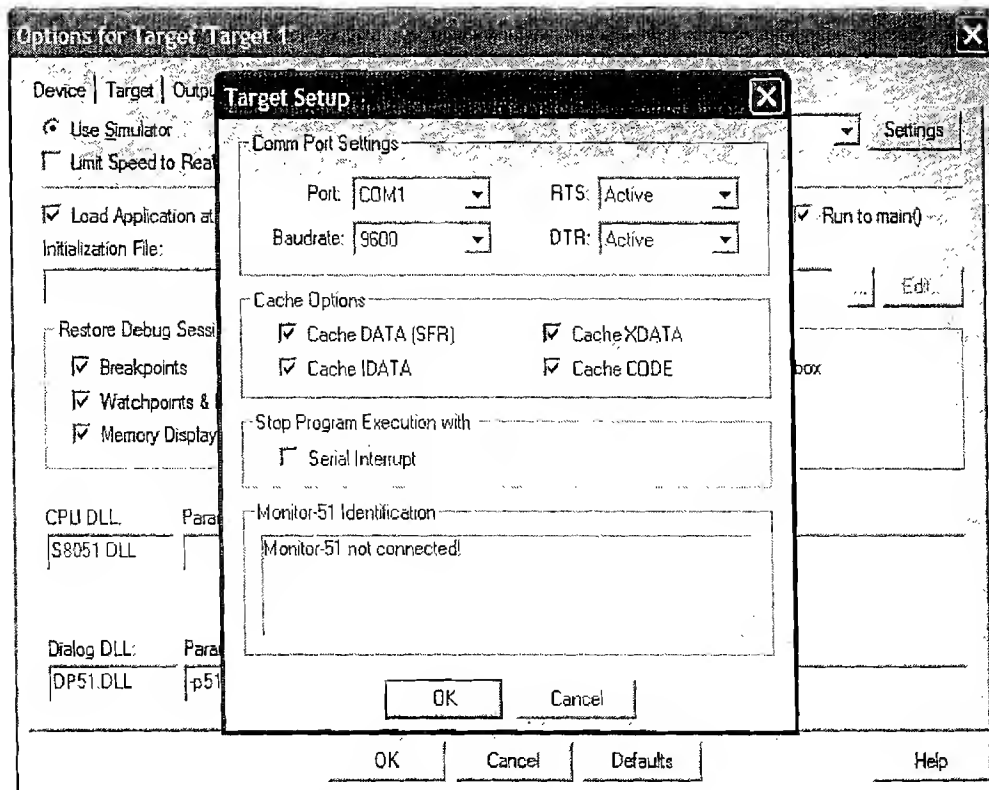 Options for Target 'Target 1'
Device Target Outpu
Target Setup
Use Simulator
Limit Speed to Real
Settings
Comm Port Settings
Port: COM1 RTS: Active
Baudrate: 9600 DTR: Active
Load Application at
Run to main()
Initialization File:
... Edit...
Cache Options
Cache DATA (SFR) Cache XDATA
Cache IDATA Cache CODE
Restore Debug Sessi
Breakpoints
box
Watchpoints &
Memory Display
Stop Program Execution with
Serial Interrupt
Monitor-51 Identification
Monitor-51 not connected!
CPU DLL: Para
S8051.DLL
Dialog DLL: Para
DP51.DLL -p51
OK Cancel
OK Cancel Defaults Help